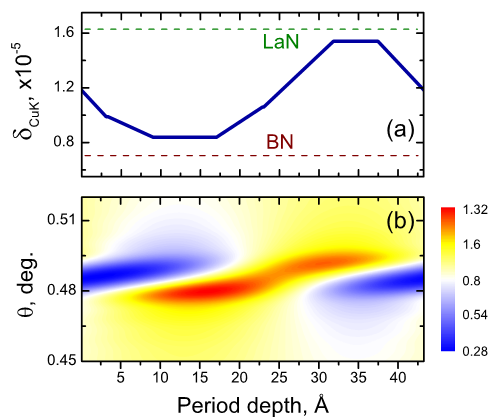 1.6
LaN
1.2
δCuK, x10-5
0.8
BN
(a)
0.51
(b)
1.32
1.6
θ, deg.
0.48
0.8
0.54
0.45
0.28
5 10 15 20 25 30 35 40
Period depth, Å